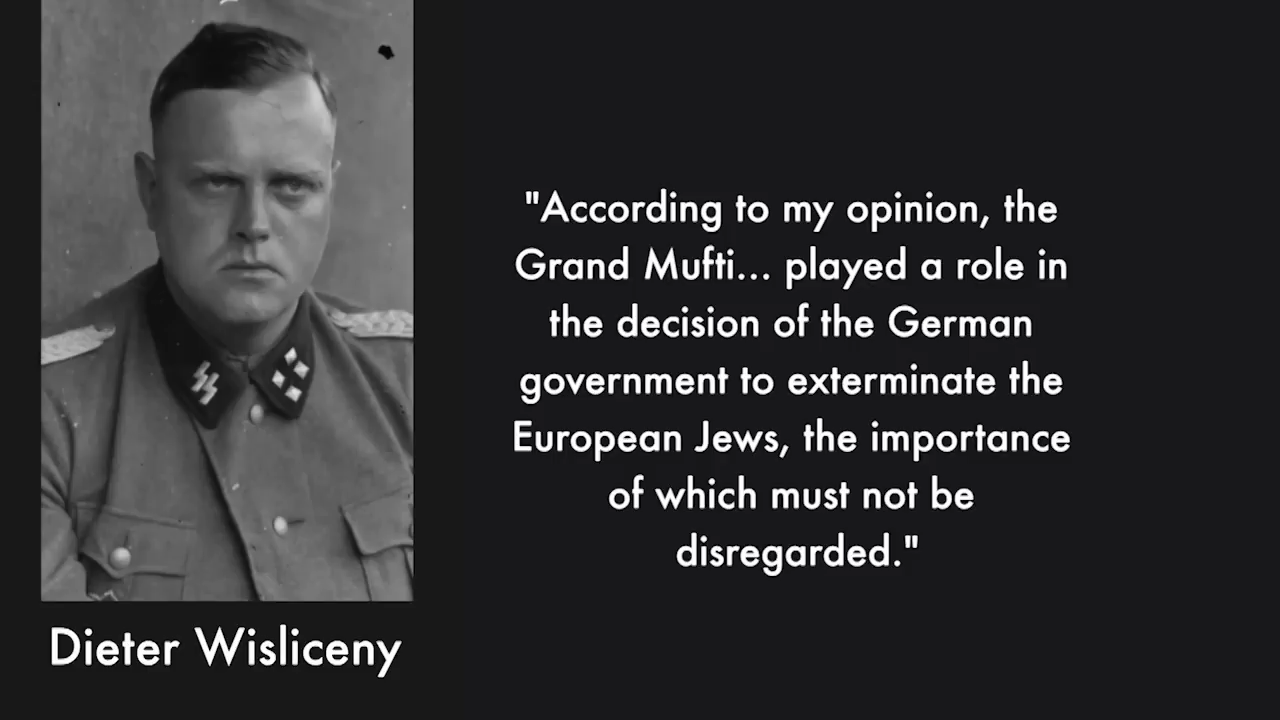 "According to my opinion, the
Grand Mufti... played a role in
the decision of the German
government to exterminate the
European Jews, the importance
of which must not be
disregarded."
Dieter Wisliceny